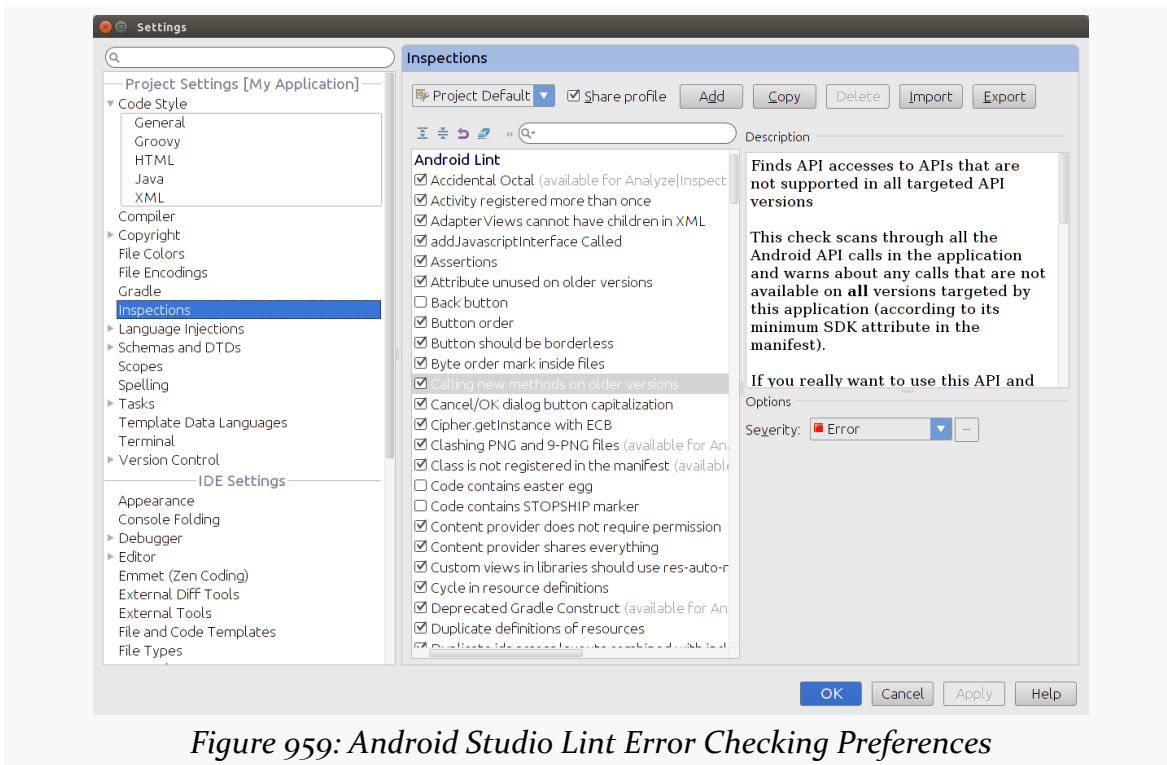 Settings
Project Settings [My Application]
Code Style
General
Groovy
HTML
Java
XML
Compiler
Copyright
File Colors
File Encodings
Gradle
Inspections
Language Injections
Schemas and DTDs
Scopes
Spelling
Tasks
Template Data Languages
Terminal
Version Control
IDE Settings
Appearance
Console Folding
Debugger
Editor
Emmet (Zen Coding)
External Diff Tools
External Tools
File and Code Templates
File Types
Inspections
Project Default
Share profile
Add
Copy
Delete
Import
Export
Android Lint
Accidental Octal (available for Analyze|Inspect
Activity registered more than once
AdapterViews cannot have children in XML
addJavascriptInterface Called
Assertions
Attribute unused on older versions
Back button
Button order
Button should be borderless
Byte order mark inside files
Calling new methods on older versions
Cancel/OK dialog button capitalization
Cipher.getInstance with ECB
Clashing PNG and 9-PNG files (available for An
Class is not registered in the manifest (availabl
Code contains easter egg
Code contains STOPSHIP marker
Content provider does not require permission
Content provider shares everything
Custom views in libraries should use res-auto-n
Cycle in resource definitions
Deprecated Gradle Construct (available for An
Duplicate definitions of resources
Description
Finds API accesses to APIs that are
not supported in all targeted API
versions
This check scans through all the
Android API calls in the application
and warns about any calls that are not
available on all versions targeted by
this application (according to its
minimum SDK attribute in the
manifest).
If you really want to use this API and
Options
Severity:
Error
...
OK
Cancel
Apply
Help
Figure 959: Android Studio Lint Error Checking Preferences